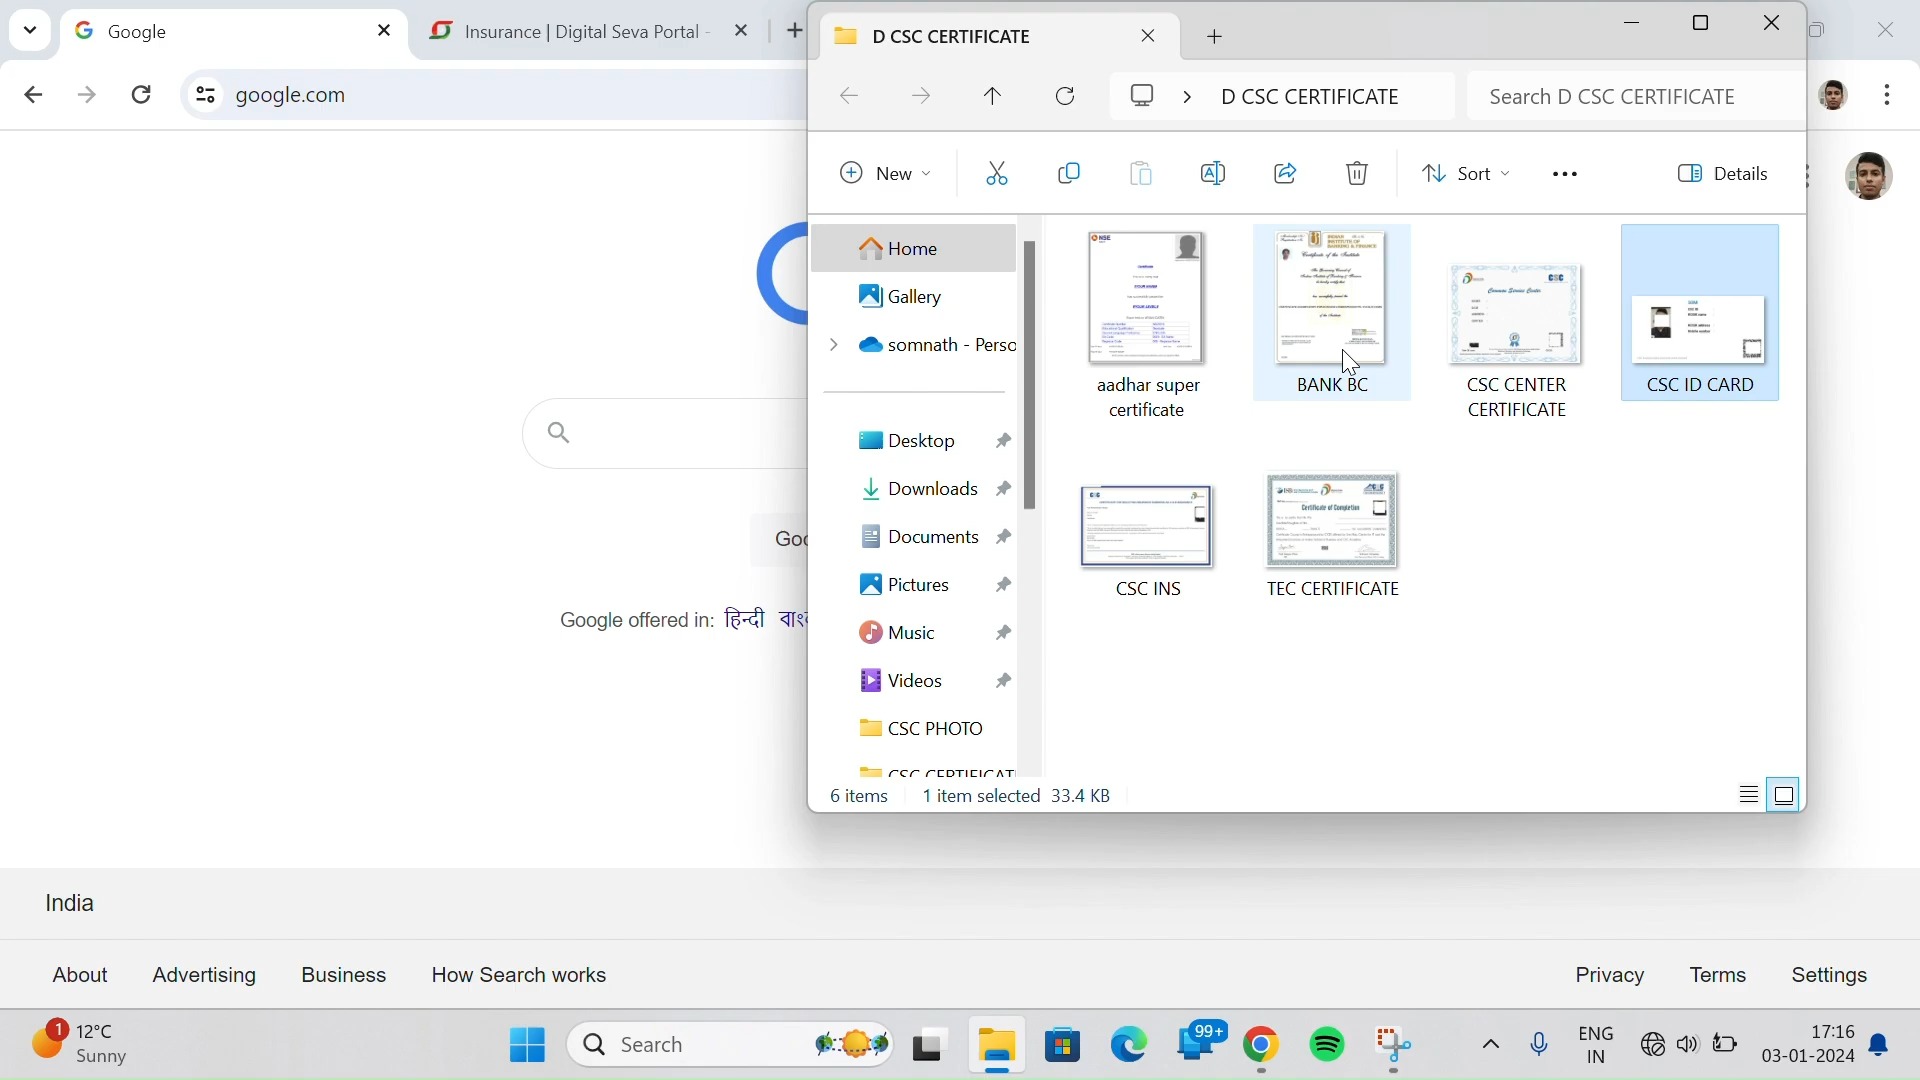 Google
Insurance | Digital Seva Portal -
google.com
D CSC CERTIFICATE
D CSC CERTIFICATE
Search D CSC CERTIFICATE
New
Sort
Details
Home
Gallery
somnath - Perso
Desktop
Downloads
Documents
Pictures
Music
Videos
CSC PHOTO
aadhar super
certificate
BANK BC
CSC CENTER
CERTIFICATE
CSC ID CARD
CSC INS
TEC CERTIFICATE
6 items
1 item selected 33.4 KB
Google offered in: हिन्दी
India
About
Advertising
Business
How Search works
Privacy
Terms
Settings
1
12°C
Sunny
Search
99+
ENG
IN
17:16
03-01-2024